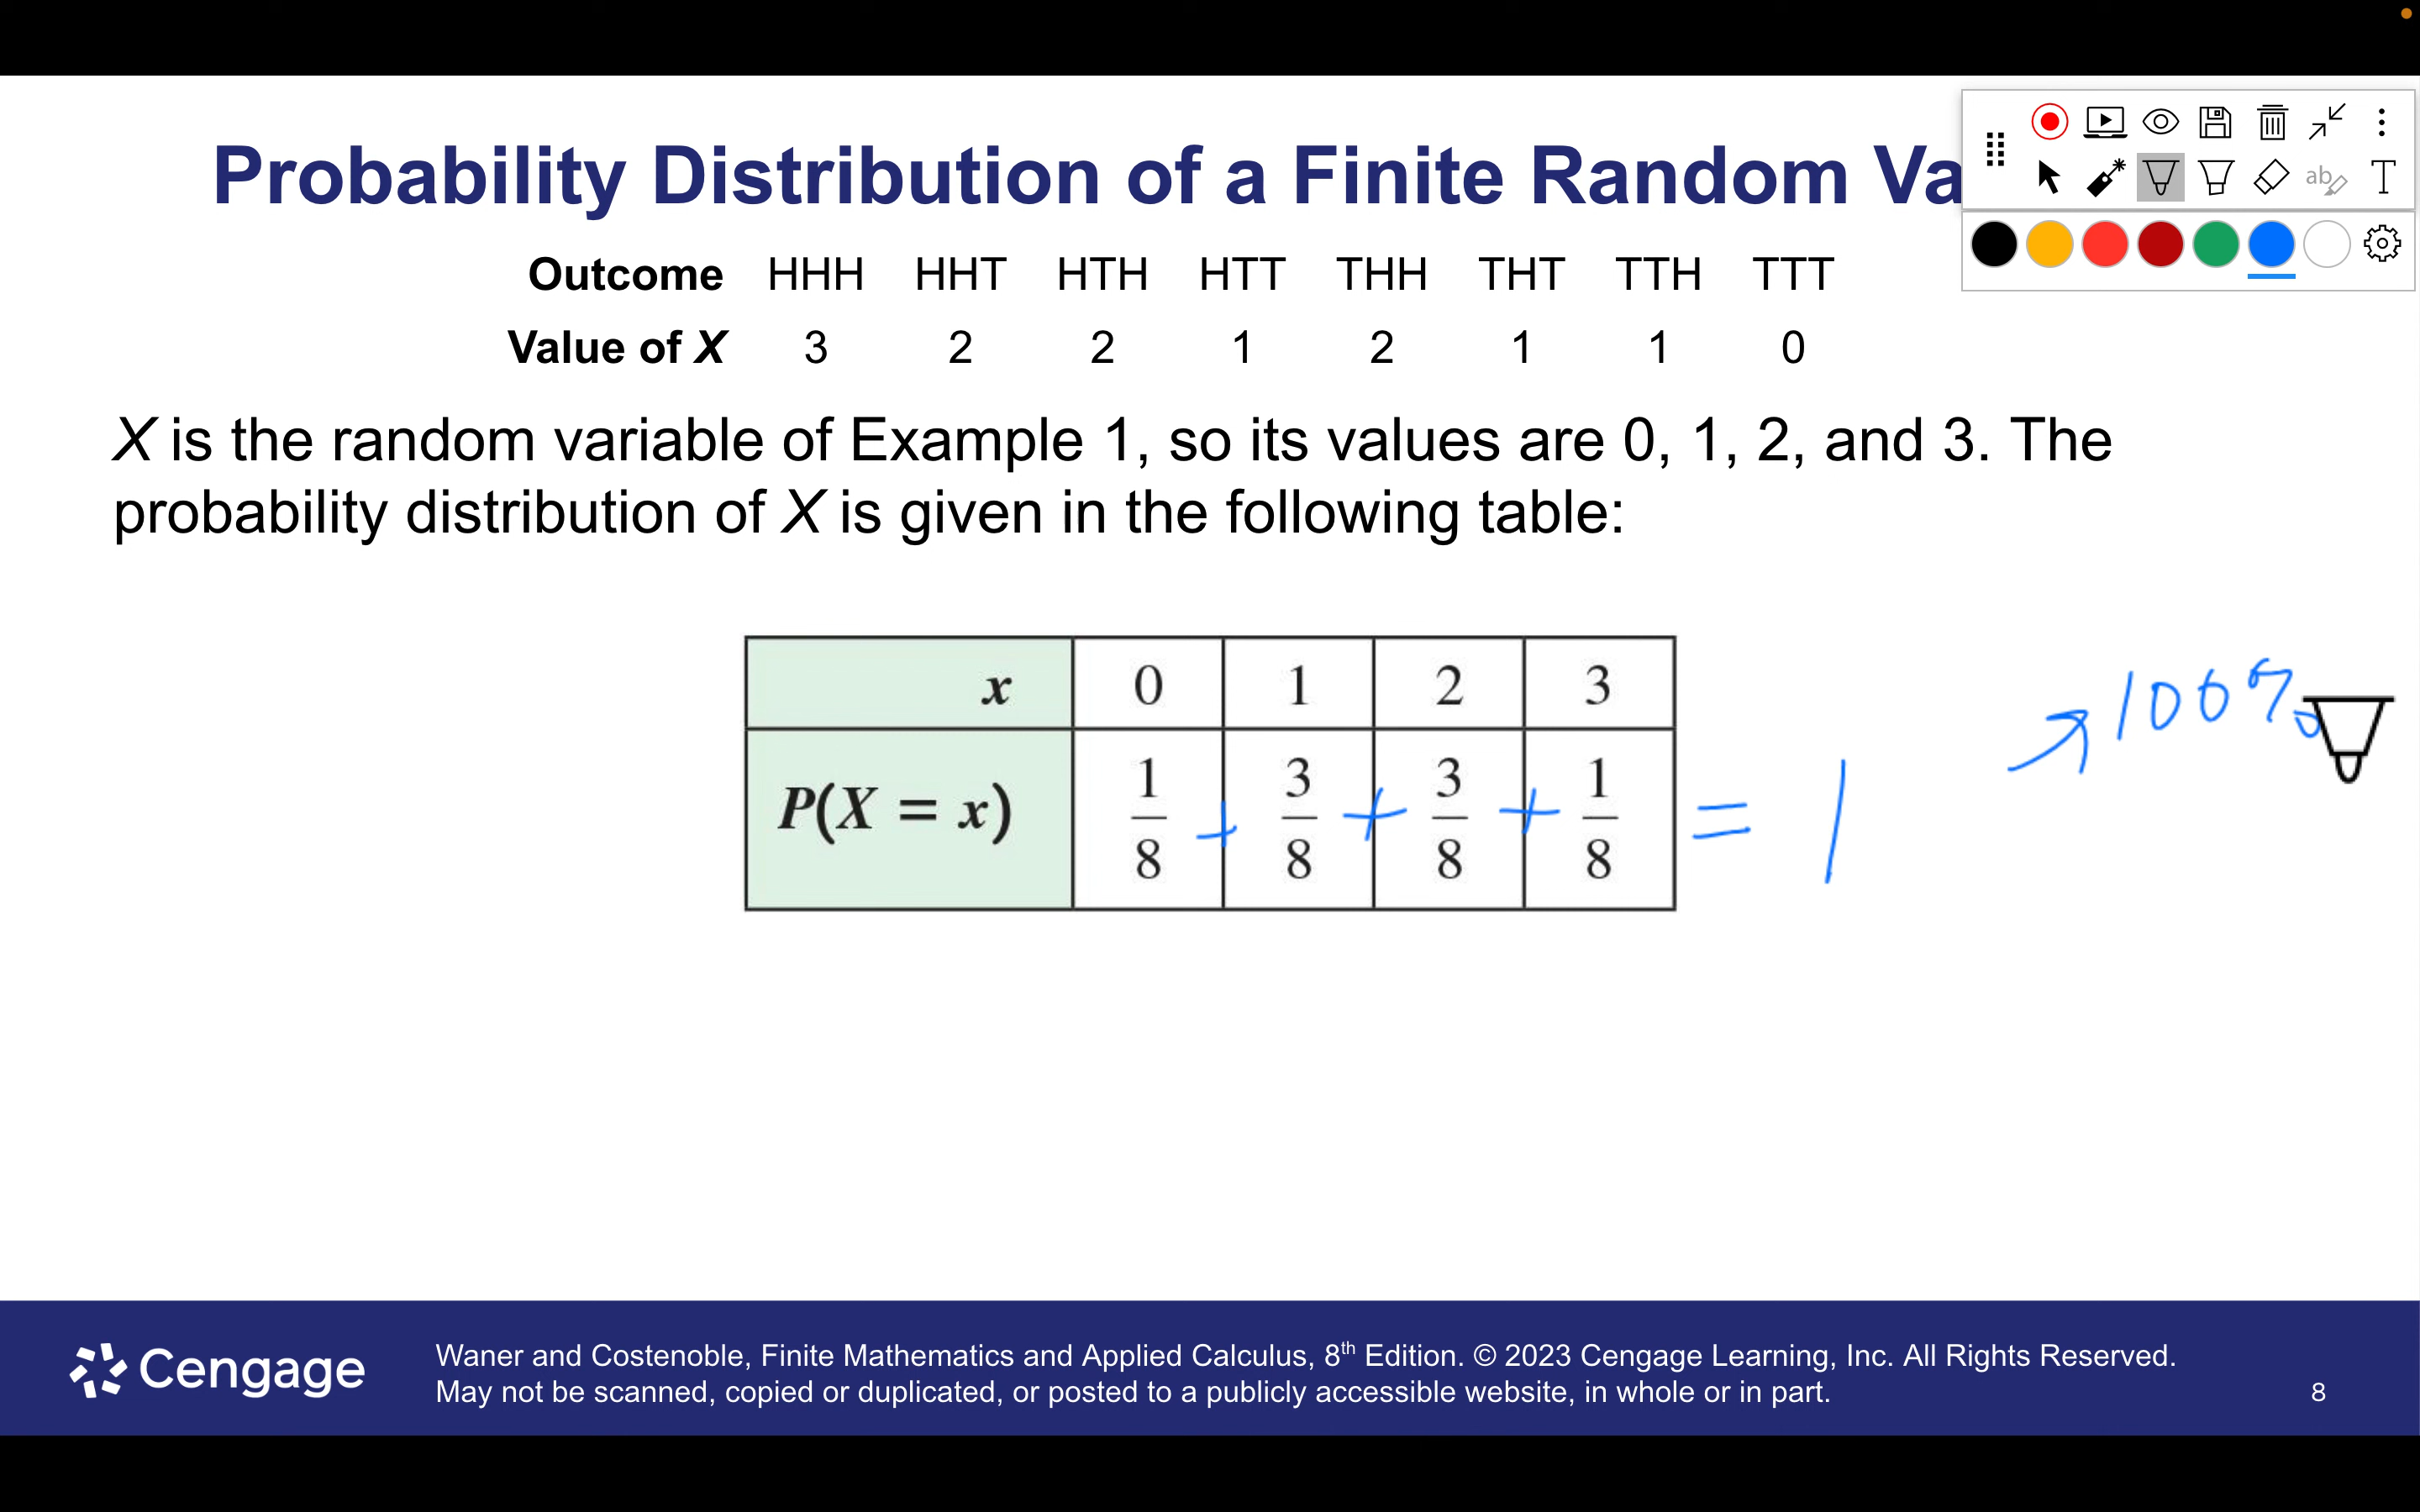 Probability Distribution of a Finite Random Va
Outcome HHH HHT HTH HTT THH THT TTH TTT
Value of X 3 2 2 1 2 1 1 0
X is the random variable of Example 1, so its values are 0, 1, 2, and 3. The
probability distribution of X is given in the following table:
x 0 1 2 3
P(X = x) 1/8 + 3/8 + 3/8 + 1/8 = 1
100%
Cengage
Waner and Costenoble, Finite Mathematics and Applied Calculus, 8th Edition. © 2023 Cengage Learning, Inc. All Rights Reserved.
May not be scanned, copied or duplicated, or posted to a publicly accessible website, in whole or in part.
8
ab
T